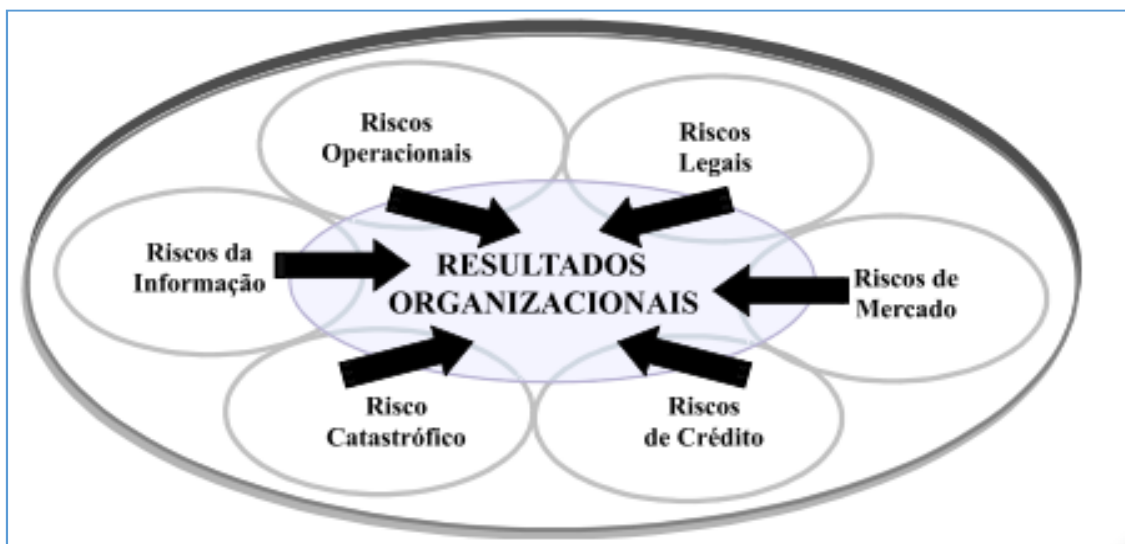 Riscos
Operacionais
Riscos
Legais
Riscos da
Informação
RESULTADOS
ORGANIZACIONAIS
Riscos de
Mercado
Risco
Catastrófico
Riscos
de Crédito